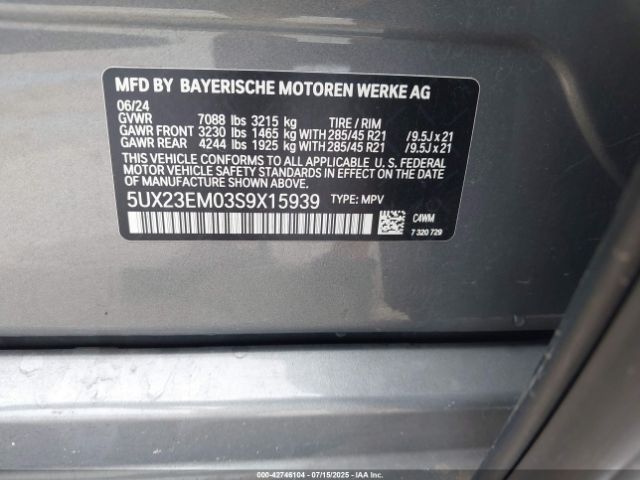 MFD BY BAYERISCHE MOTOREN WERKE AG
06/24
GVWR 7088 lbs 3215 kg TIRE / RIM
GAWR FRONT 3230 lbs 1465 kg WITH 285/45 R21 /9.5J x 21
GAWR REAR 4244 lbs 1925 kg WITH 285/45 R21 /9.5J x 21
THIS VEHICLE CONFORMS TO ALL APPLICABLE U. S. FEDERAL
MOTOR VEHICLE SAFETY STANDARDS IN EFFECT ON THE
DATE OF MANUFACTURE SHOWN ABOVE.
5UX23EM03S9X15939 TYPE: MPV
C4WM
7 320 729
000-42746104 - 07/15/2025 - IAAI Inc.